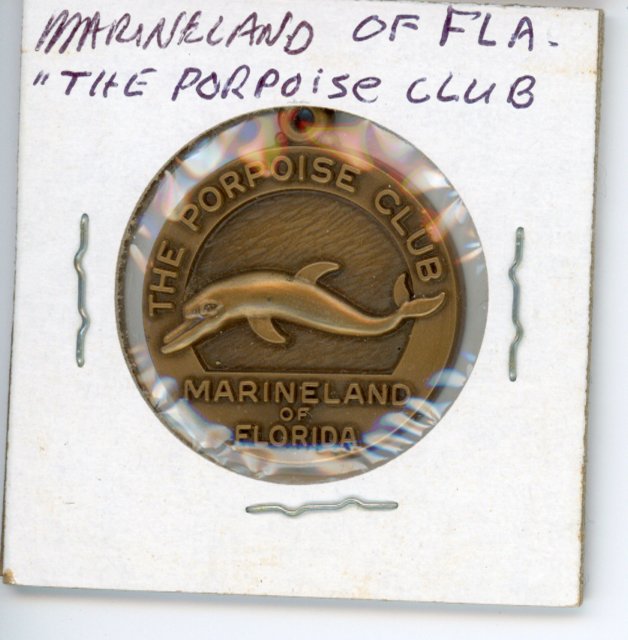 MARINELAND OF FLA.
"THE PORPOISE CLUB
THE PORPOISE CLUB
MARINELAND
OF
FLORIDA